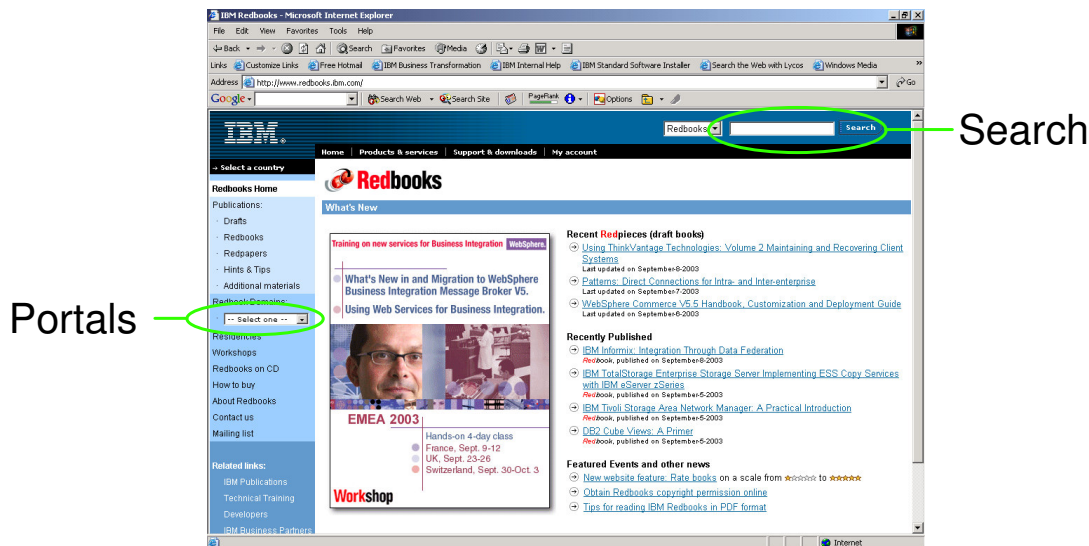 IBM Redbooks - Microsoft Internet Explorer
File Edit View Favorites Tools Help
Back Search Favorites Media
Links Customize Links Free Hotmail IBM Business Transformation IBM Internal Help IBM Standard Software Installer Search the Web with Lycos Windows Media »
Address http://www.redbooks.ibm.com/ Go
Google Search Web Search Site PageRank Options
IBM® Redbooks Search
Search
Home | Products & services | Support & downloads | My account
→ Select a country
Redbooks Home
Publications:
· Drafts
· Redbooks
· Redpapers
· Hints & Tips
· Additional materials
Redbook Domains:
· -- Select one --
Portals
Residencies
Workshops
Redbooks on CD
How to buy
About Redbooks
Contact us
Mailing list
Related links:
IBM Publications
Technical Training
Developers
IBM Business Partners
Redbooks
What's New
Training on new services for Business Integration WebSphere.
What's New in and Migration to WebSphere
Business Integration Message Broker V5.
Using Web Services for Business Integration.
EMEA 2003
Hands-on 4-day class
France, Sept. 9-12
UK, Sept. 23-26
Switzerland, Sept. 30-Oct. 3
Workshop
Recent Redpieces (draft books)
Using ThinkVantage Technologies: Volume 2 Maintaining and Recovering Client
Systems
Last updated on September-8-2003
Patterns: Direct Connections for Intra- and Inter-enterprise
Last updated on September-7-2003
WebSphere Commerce V5.5 Handbook, Customization and Deployment Guide
Last updated on September-6-2003
Recently Published
IBM Informix: Integration Through Data Federation
Redbook, published on September-8-2003
IBM TotalStorage Enterprise Storage Server Implementing ESS Copy Services
with IBM eServer zSeries
Redbook, published on September-5-2003
IBM Tivoli Storage Area Network Manager: A Practical Introduction
Redbook, published on September-5-2003
DB2 Cube Views: A Primer
Redbook, published on September-5-2003
Featured Events and other news
New website feature: Rate books on a scale from ☆☆☆☆☆ to ★★★★★
Obtain Redbooks copyright permission online
Tips for reading IBM Redbooks in PDF format
Internet